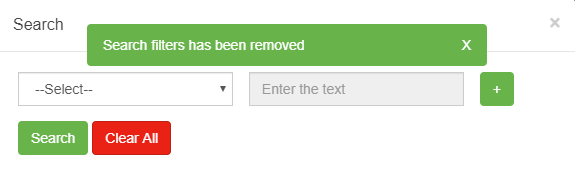 Search
×
Search filters has been removed X
--Select-- Enter the text +
Search Clear All